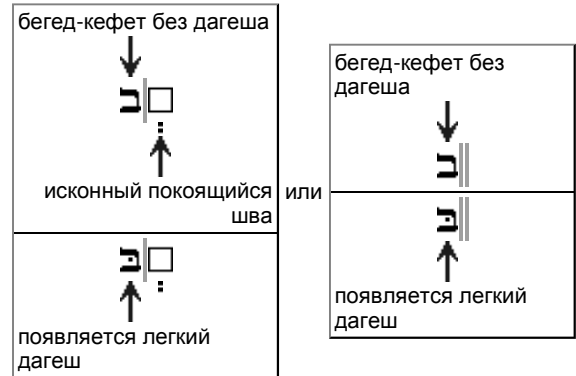 бегед-кефет без дагеша
□ְ|ב
исконный покоящийся
шва
□ְ|בּ
появляется легкий
дагеш
или
бегед-кефет без
дагеша
ב
בּ
появляется легкий
дагеш